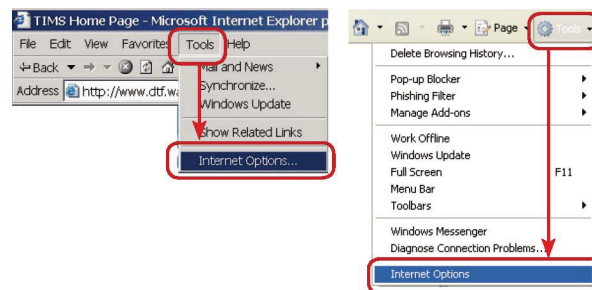 TIMS Home Page - Microsoft Internet Explorer p
File Edit View Favorites Tools Help
Back
Address http://www.dtf.wa
Mail and News
Synchronize...
Windows Update
Show Related Links
Internet Options...
Page Tools
Delete Browsing History...
Pop-up Blocker
Phishing Filter
Manage Add-ons
Work Offline
Windows Update
Full Screen F11
Menu Bar
Toolbars
Windows Messenger
Diagnose Connection Problems...
Internet Options